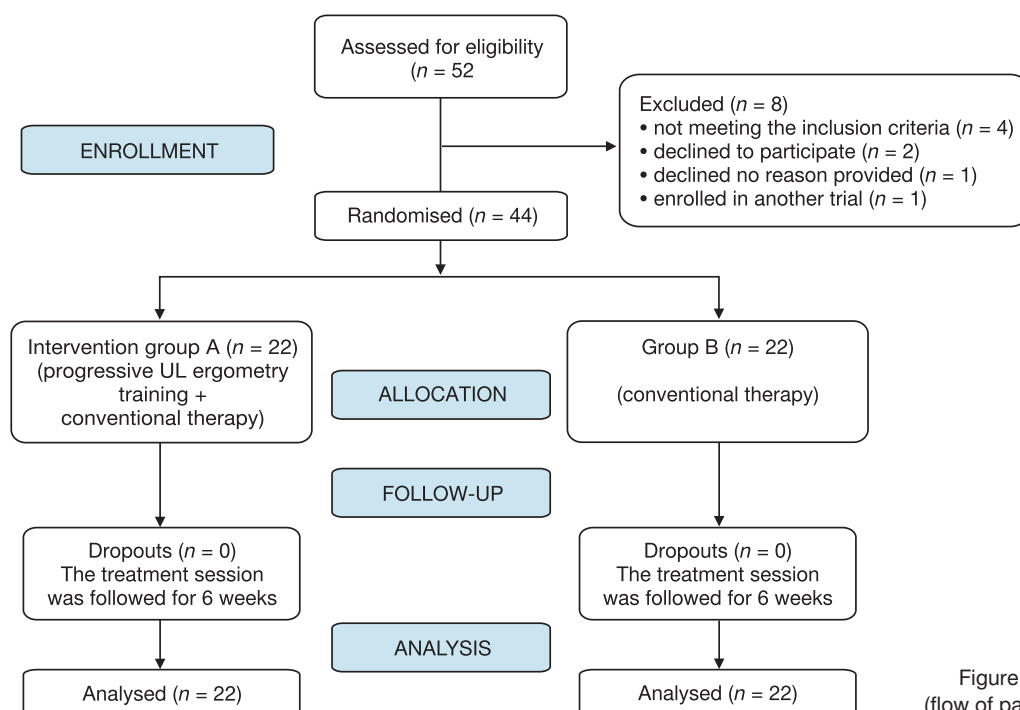 Assessed for eligibility
(n = 52
ENROLLMENT
Excluded (n = 8)
• not meeting the inclusion criteria (n = 4)
• declined to participate (n = 2)
• declined no reason provided (n = 1)
• enrolled in another trial (n = 1)
Randomised (n = 44)
Intervention group A (n = 22)
(progressive UL ergometry
training +
conventional therapy)
ALLOCATION
Group B (n = 22)
(conventional therapy)
FOLLOW-UP
Dropouts (n = 0)
The treatment session
was followed for 6 weeks
Dropouts (n = 0)
The treatment session
was followed for 6 weeks
ANALYSIS
Analysed (n = 22)
Analysed (n = 22)
Figure
(flow of pa